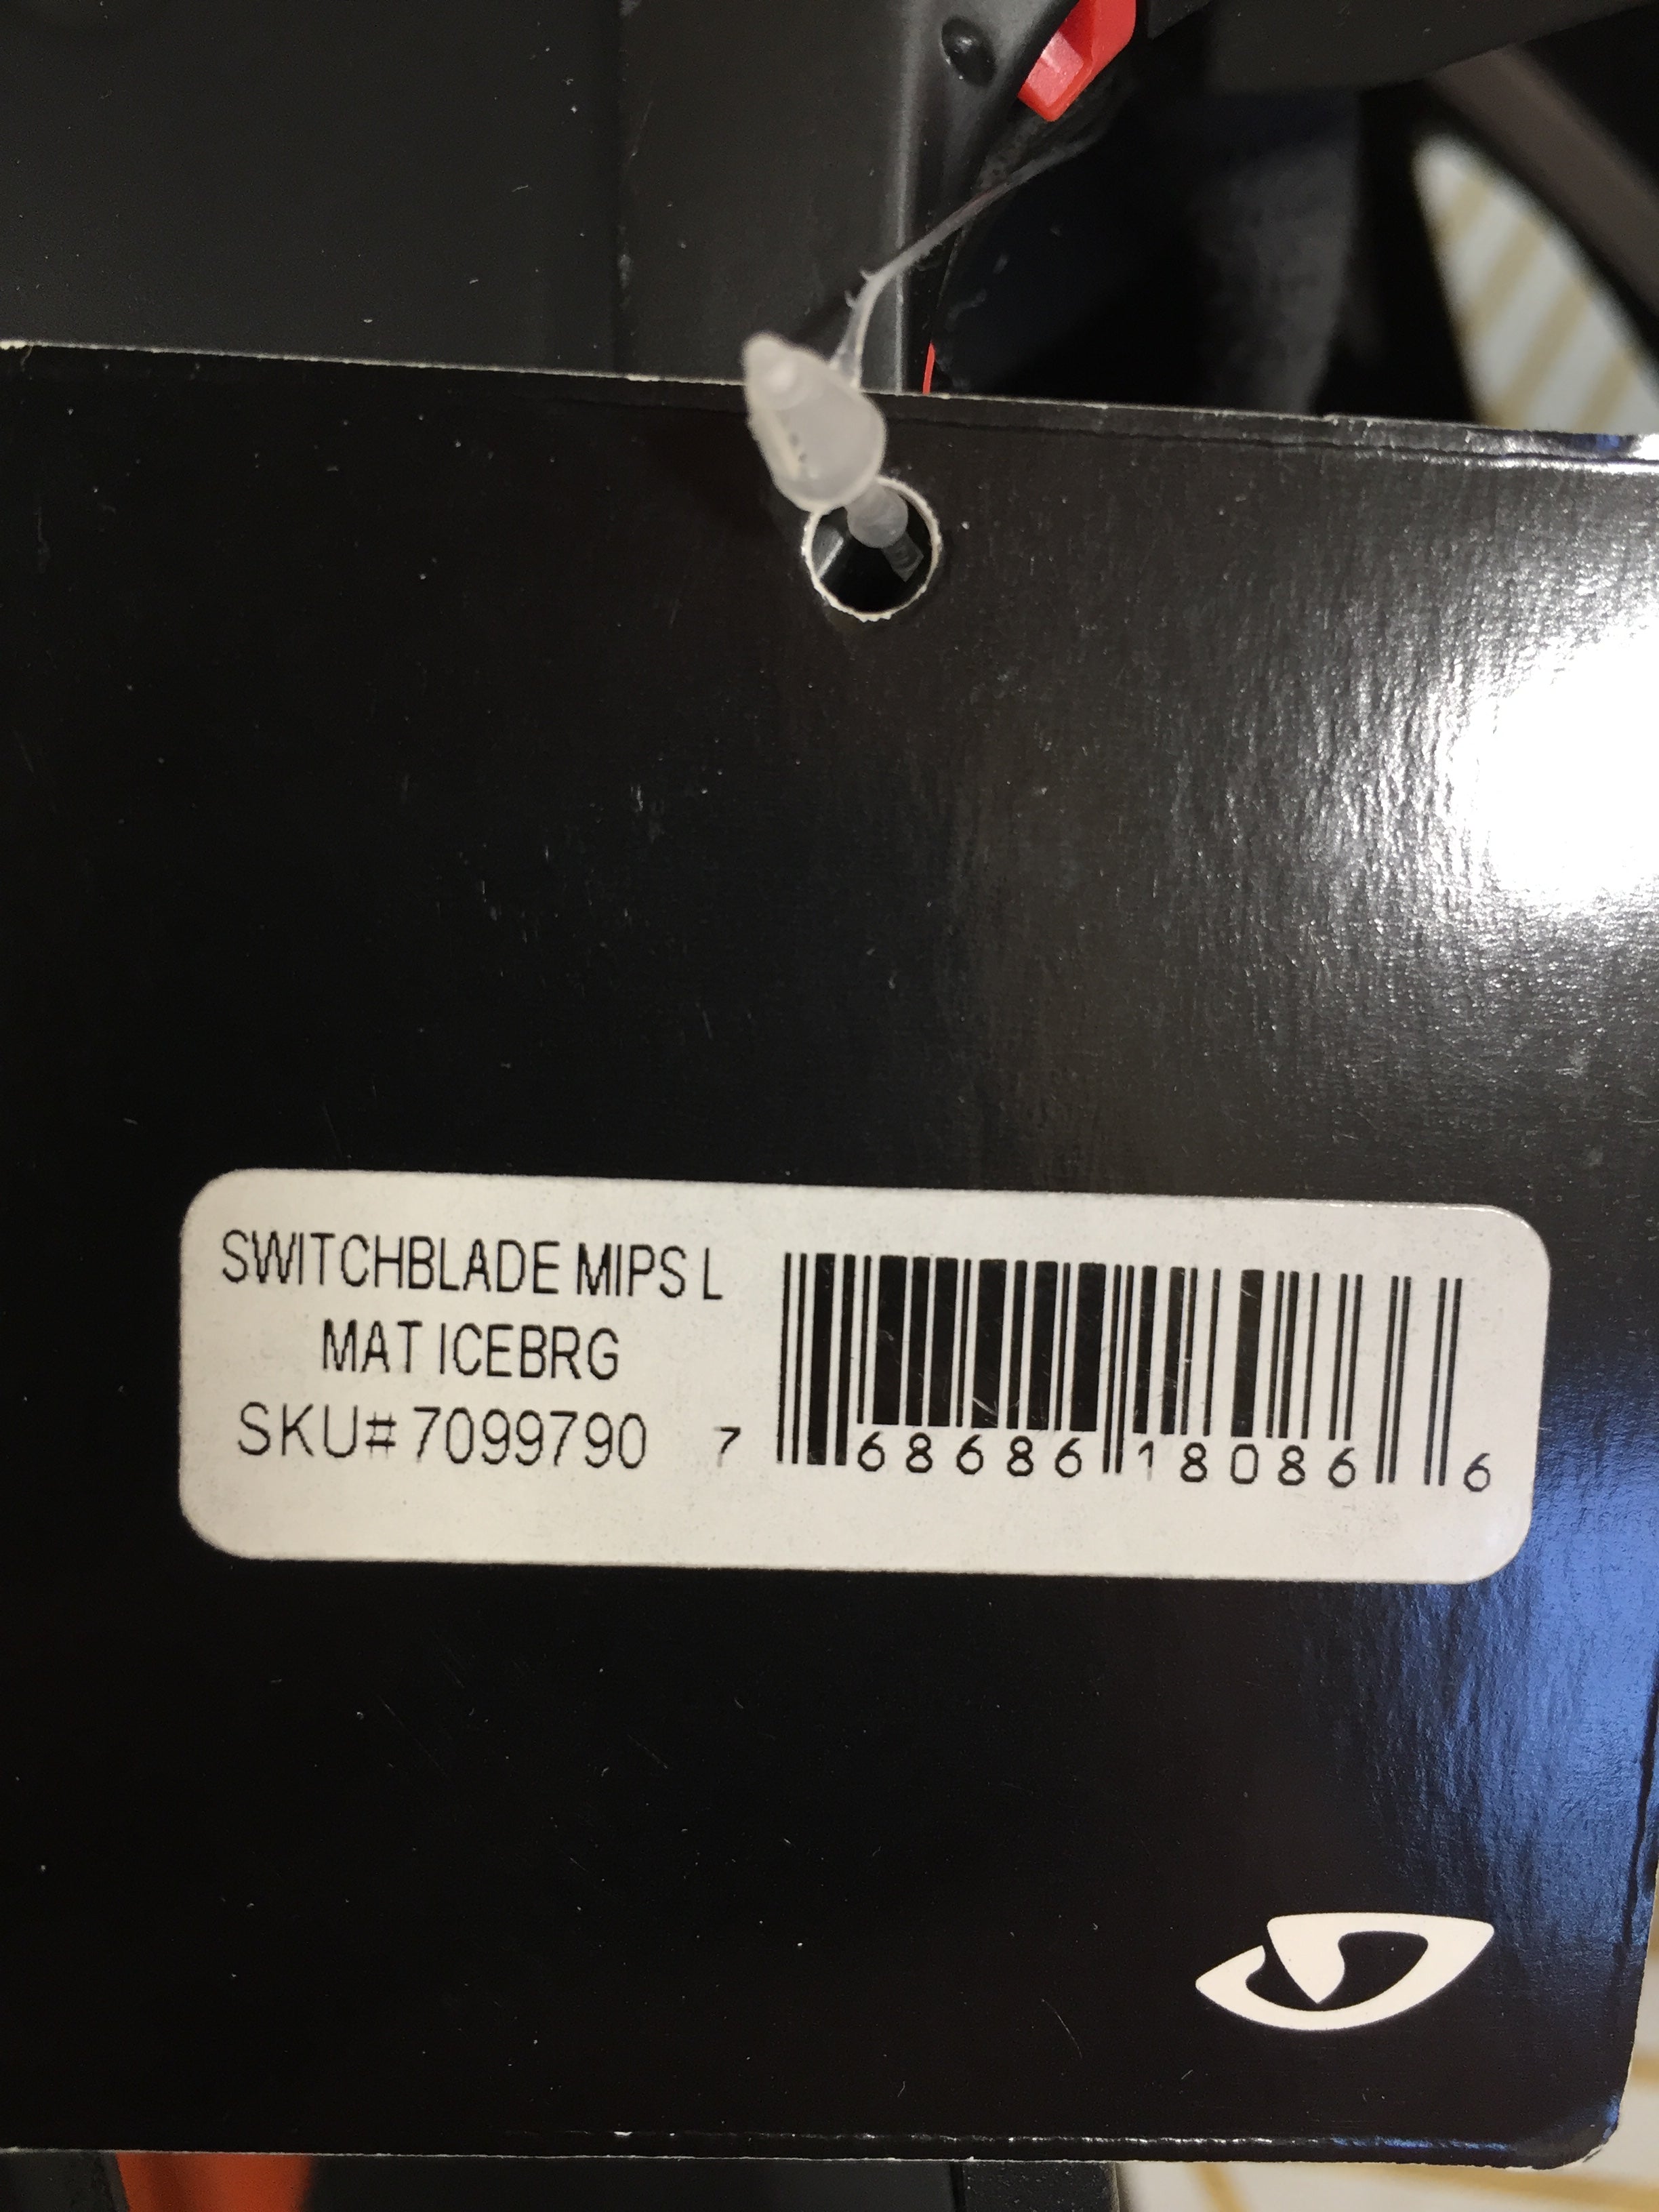 SWITCHBLADE MIPS L
MAT ICEBRG
SKU# 7099790
7 68686 18086 6